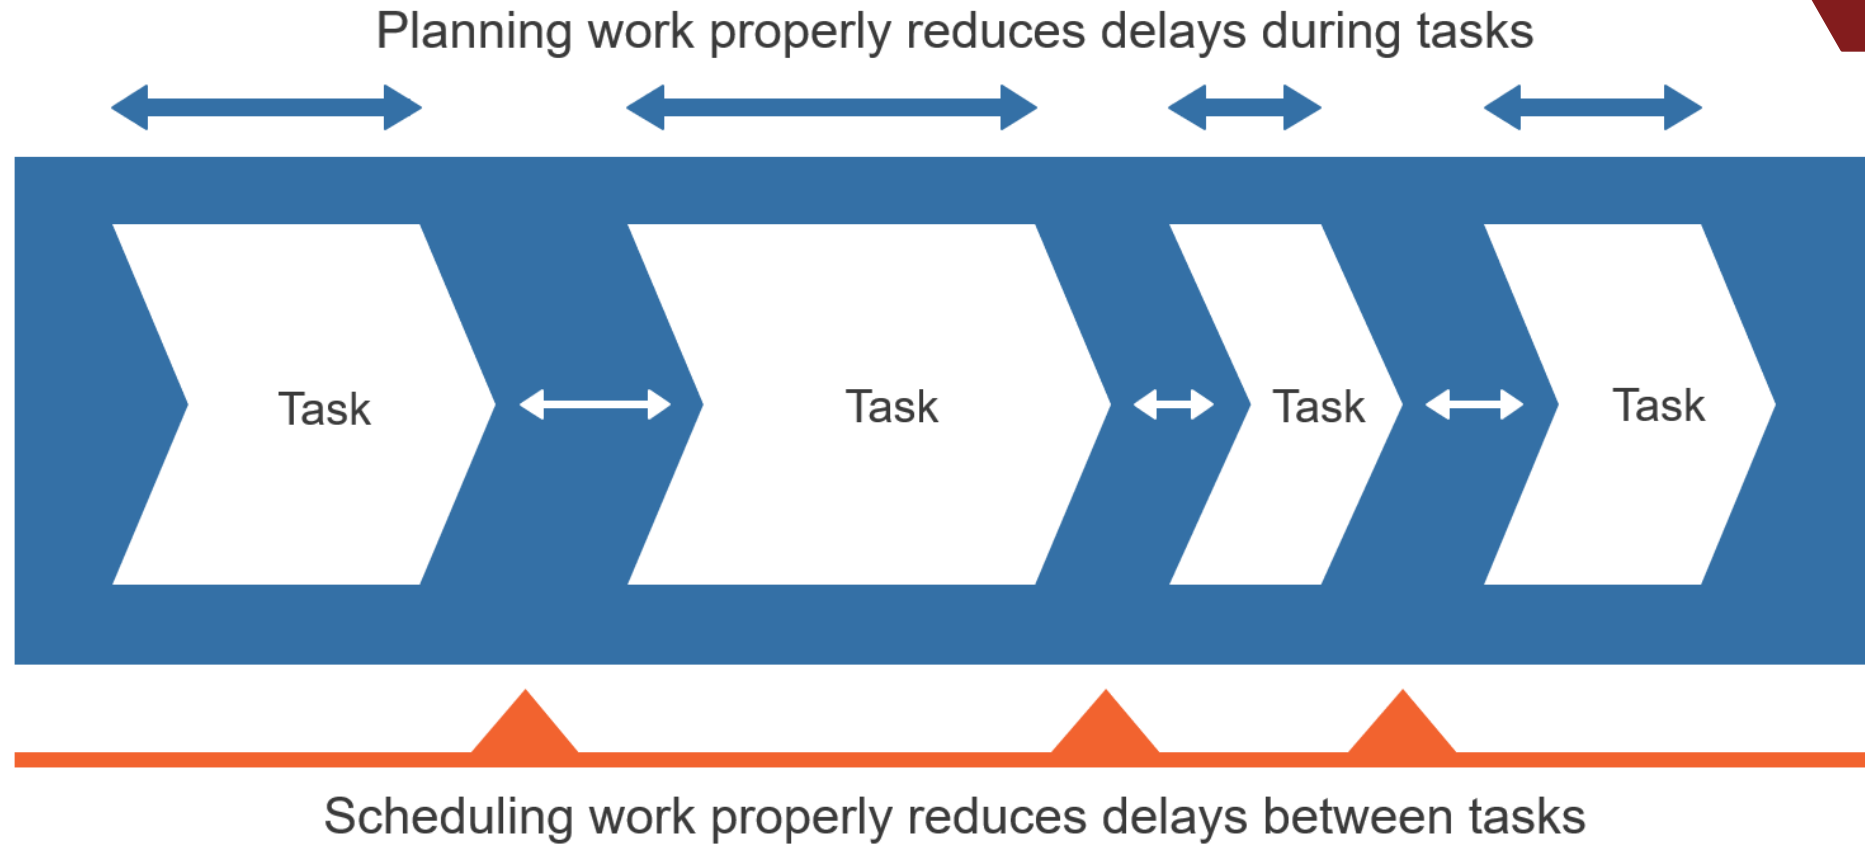 Planning work properly reduces delays during tasks
Task
Task
Task
Task
Scheduling work properly reduces delays between tasks